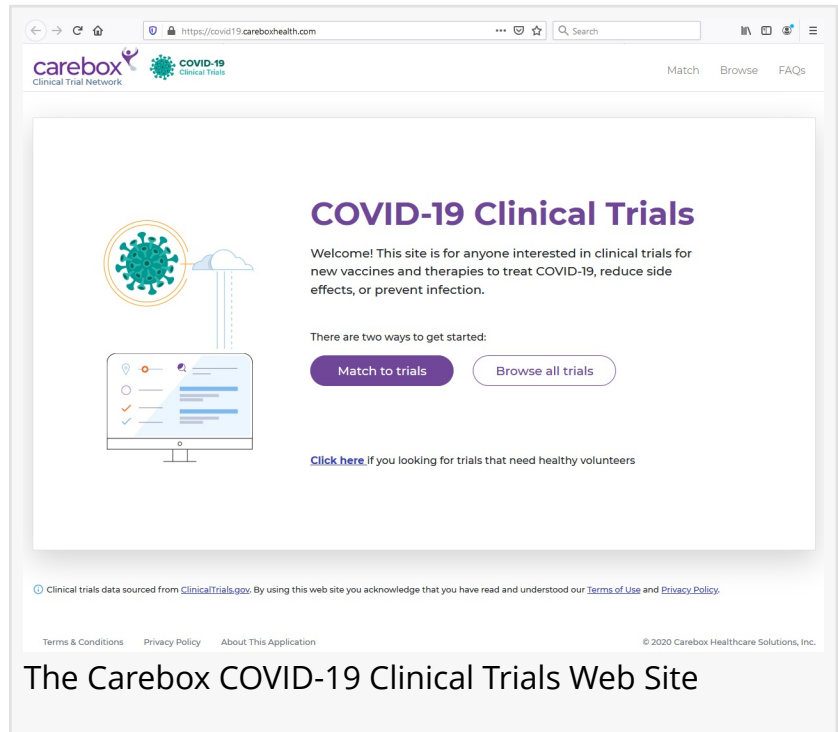 https://covid19.careboxhealth.com
Search
carebox
Clinical Trial Network
COVID-19
Clinical Trials
Match Browse FAQs
COVID-19 Clinical Trials
Welcome! This site is for anyone interested in clinical trials for
new vaccines and therapies to treat COVID-19, reduce side
effects, or prevent infection.
There are two ways to get started:
Match to trials Browse all trials
Click here if you looking for trials that need healthy volunteers
Clinical trials data sourced from ClinicalTrials.gov. By using this web site you acknowledge that you have read and understood our Terms of Use and Privacy Policy.
Terms & Conditions Privacy Policy About This Application © 2020 Carebox Healthcare Solutions, Inc.
The Carebox COVID-19 Clinical Trials Web Site